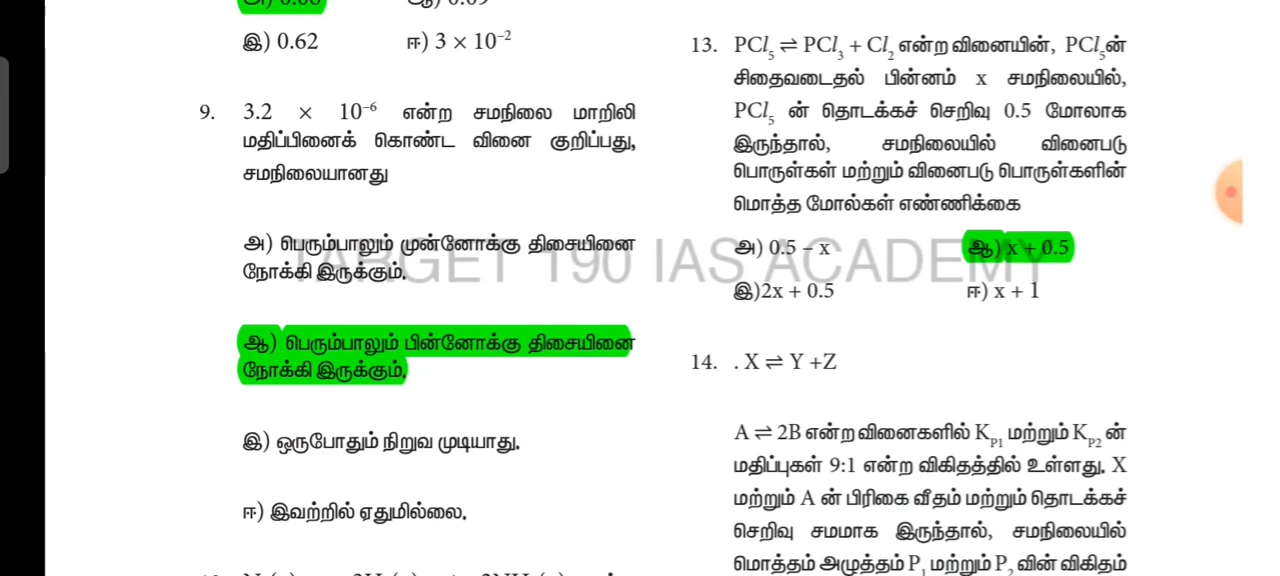 இ) 0.62 ஈ) 3 × 10⁻²
9. 3.2 × 10⁻⁶ என்ற சமநிலை மாறிலி
மதிப்பினைக் கொண்ட வினை குறிப்பது,
சமநிலையானது
அ) பெரும்பாலும் முன்னோக்கு திசையினை
நோக்கி இருக்கும்.
ஆ) பெரும்பாலும் பின்னோக்கு திசையினை
நோக்கி இருக்கும்.
இ) ஒருபோதும் நிறுவ முடியாது.
ஈ) இவற்றில் ஏதுமில்லை.
13. PCl₅ ⇌ PCl₃ + Cl₂ என்ற வினையின், PCl₅ன்
சிதைவடைதல் பின்னம் x சமநிலையில்,
PCl₅ ன் தொடக்கச் செறிவு 0.5 மோலாக
இருந்தால், சமநிலையில் வினைபடு
பொருள்கள் மற்றும் வினைபடு பொருள்களின்
மொத்த மோல்கள் எண்ணிக்கை
அ) 0.5 – x ஆ) x + 0.5
இ)2x + 0.5 ஈ) x + 1
14. . X ⇌ Y +Z
A ⇌ 2B என்ற வினைகளில் K_P1 மற்றும் K_P2 ன்
மதிப்புகள் 9:1 என்ற விகிதத்தில் உள்ளது. X
மற்றும் A ன் பிரிகை வீதம் மற்றும் தொடக்கச்
செறிவு சமமாக இருந்தால், சமநிலையில்
மொத்தம் அழுத்தம் P₁ மற்றும் P₂ வின் விகிதம்
TARGET 190 IAS ACADEMY